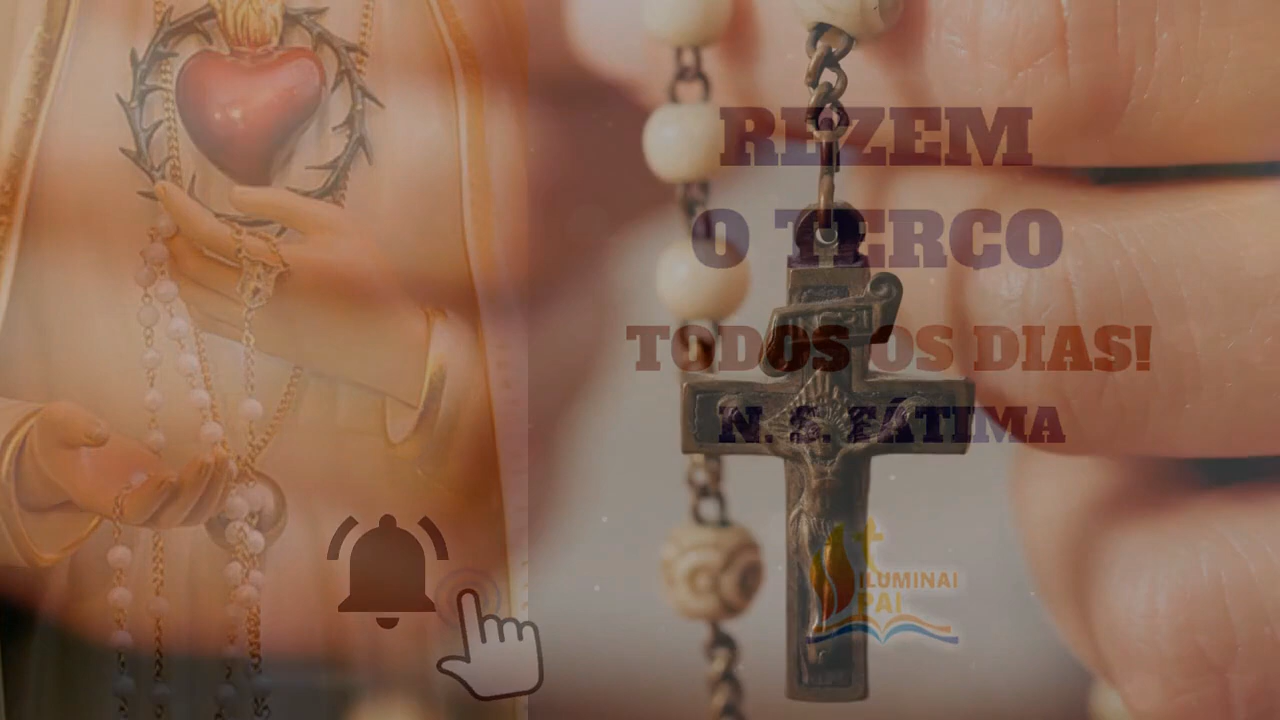 REZEM
O TERÇO
TODOS OS DIAS!
N. S. FÁTIMA
ILUMINAI
PAI